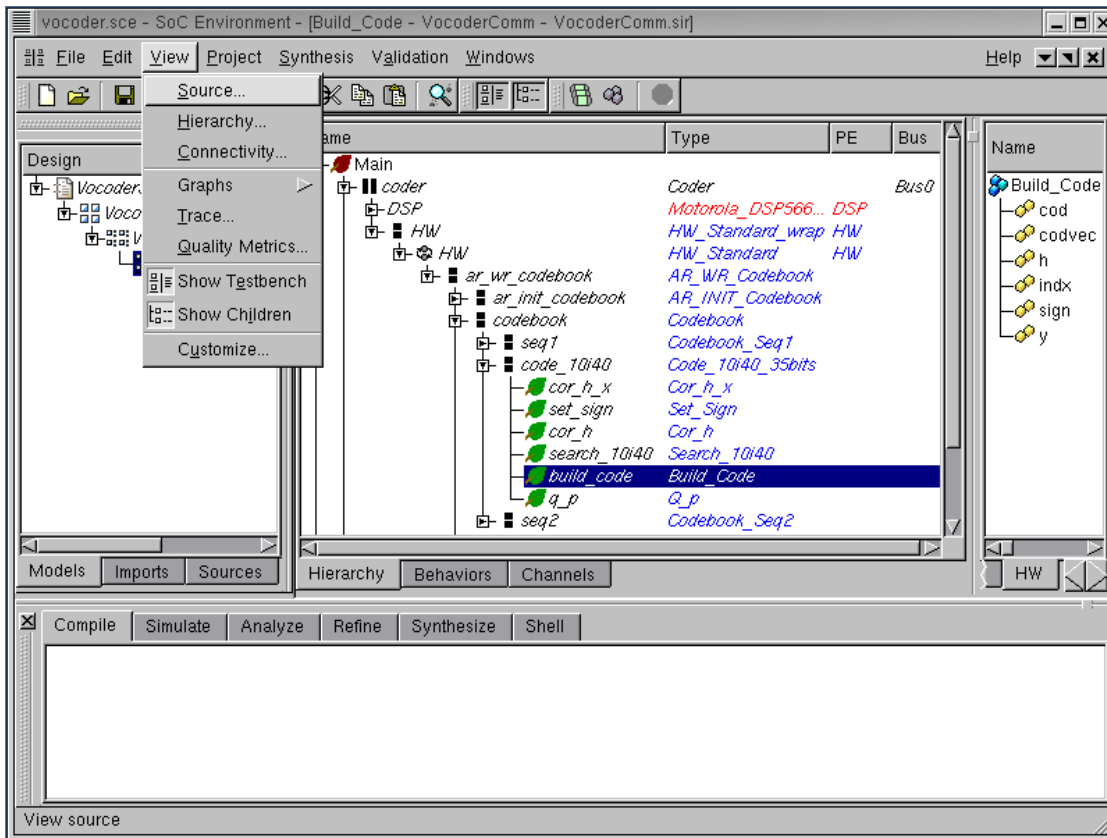 vocoder.sce - SoC Environment - [Build_Code - VocoderComm - VocoderComm.sir]
File Edit View Project Synthesis Validation Windows Help
Source...
Hierarchy...
Connectivity...
Graphs
Trace...
Quality Metrics...
Show Testbench
Show Children
Customize...
Design
Vocoder
Voco
Type PE Bus
Main
coder Coder Bus0
DSP Motorola_DSP566... DSP
HW HW_Standard_wrap HW
HW HW_Standard HW
ar_wr_codebook AR_WR_Codebook
ar_init_codebook AR_INIT_Codebook
codebook Codebook
seq1 Codebook_Seq1
code_10i40 Code_10i40_35bits
cor_h_x Cor_h_x
set_sign Set_Sign
cor_h Cor_h
search_10i40 Search_10i40
build_code Build_Code
q_p Q_p
seq2 Codebook_Seq2
Name
Build_Code
cod
codvec
h
indx
sign
y
Models Imports Sources
Hierarchy Behaviors Channels
HW
Compile Simulate Analyze Refine Synthesize Shell
View source